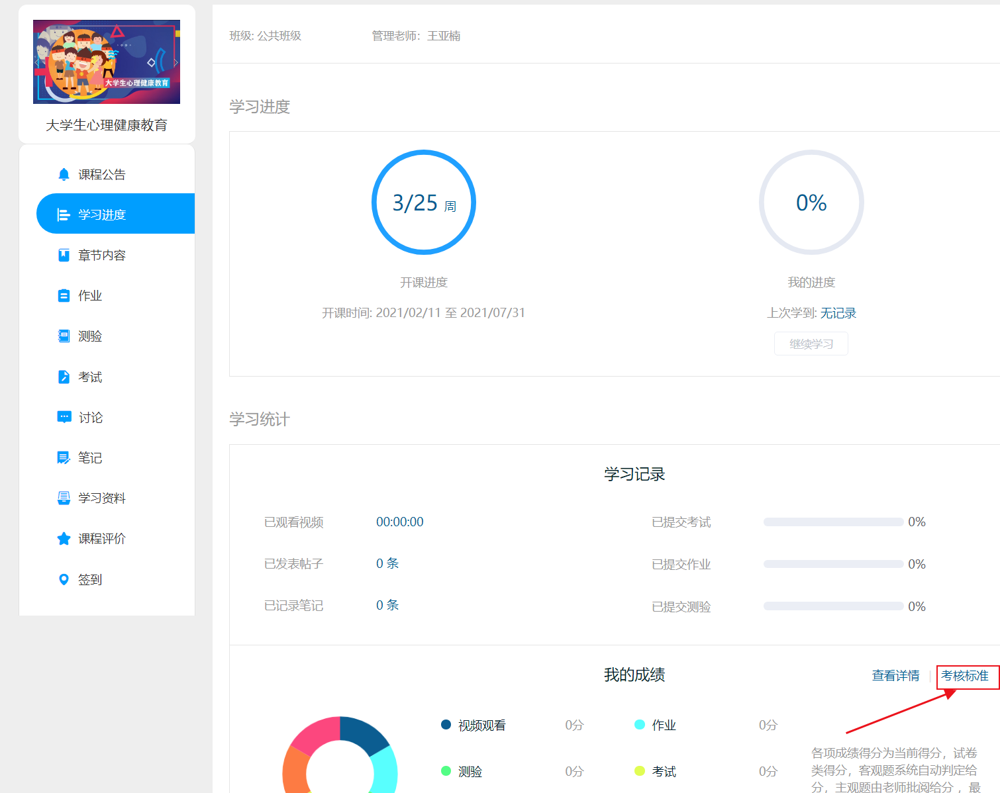 大学生心理健康教育
大学生心理健康教育
课程公告
学习进度
章节内容
作业
测验
考试
讨论
笔记
学习资料
课程评价
签到
班级: 公共班级 管理老师：王亚楠
学习进度
3/25 周 0%
开课进度 我的进度
开课时间: 2021/02/11 至 2021/07/31 上次学到: 无记录
继续学习
学习统计
学习记录
已观看视频 00:00:00 已提交考试 0%
已发表帖子 0 条 已提交作业 0%
已记录笔记 0 条 已提交测验 0%
我的成绩 查看详情 | 考核标准
视频观看 0分 作业 0分
测验 0分 考试 0分
各项成绩得分为当前得分，试卷
类得分，客观题系统自动判定给
分，主观题由老师批阅给分，最